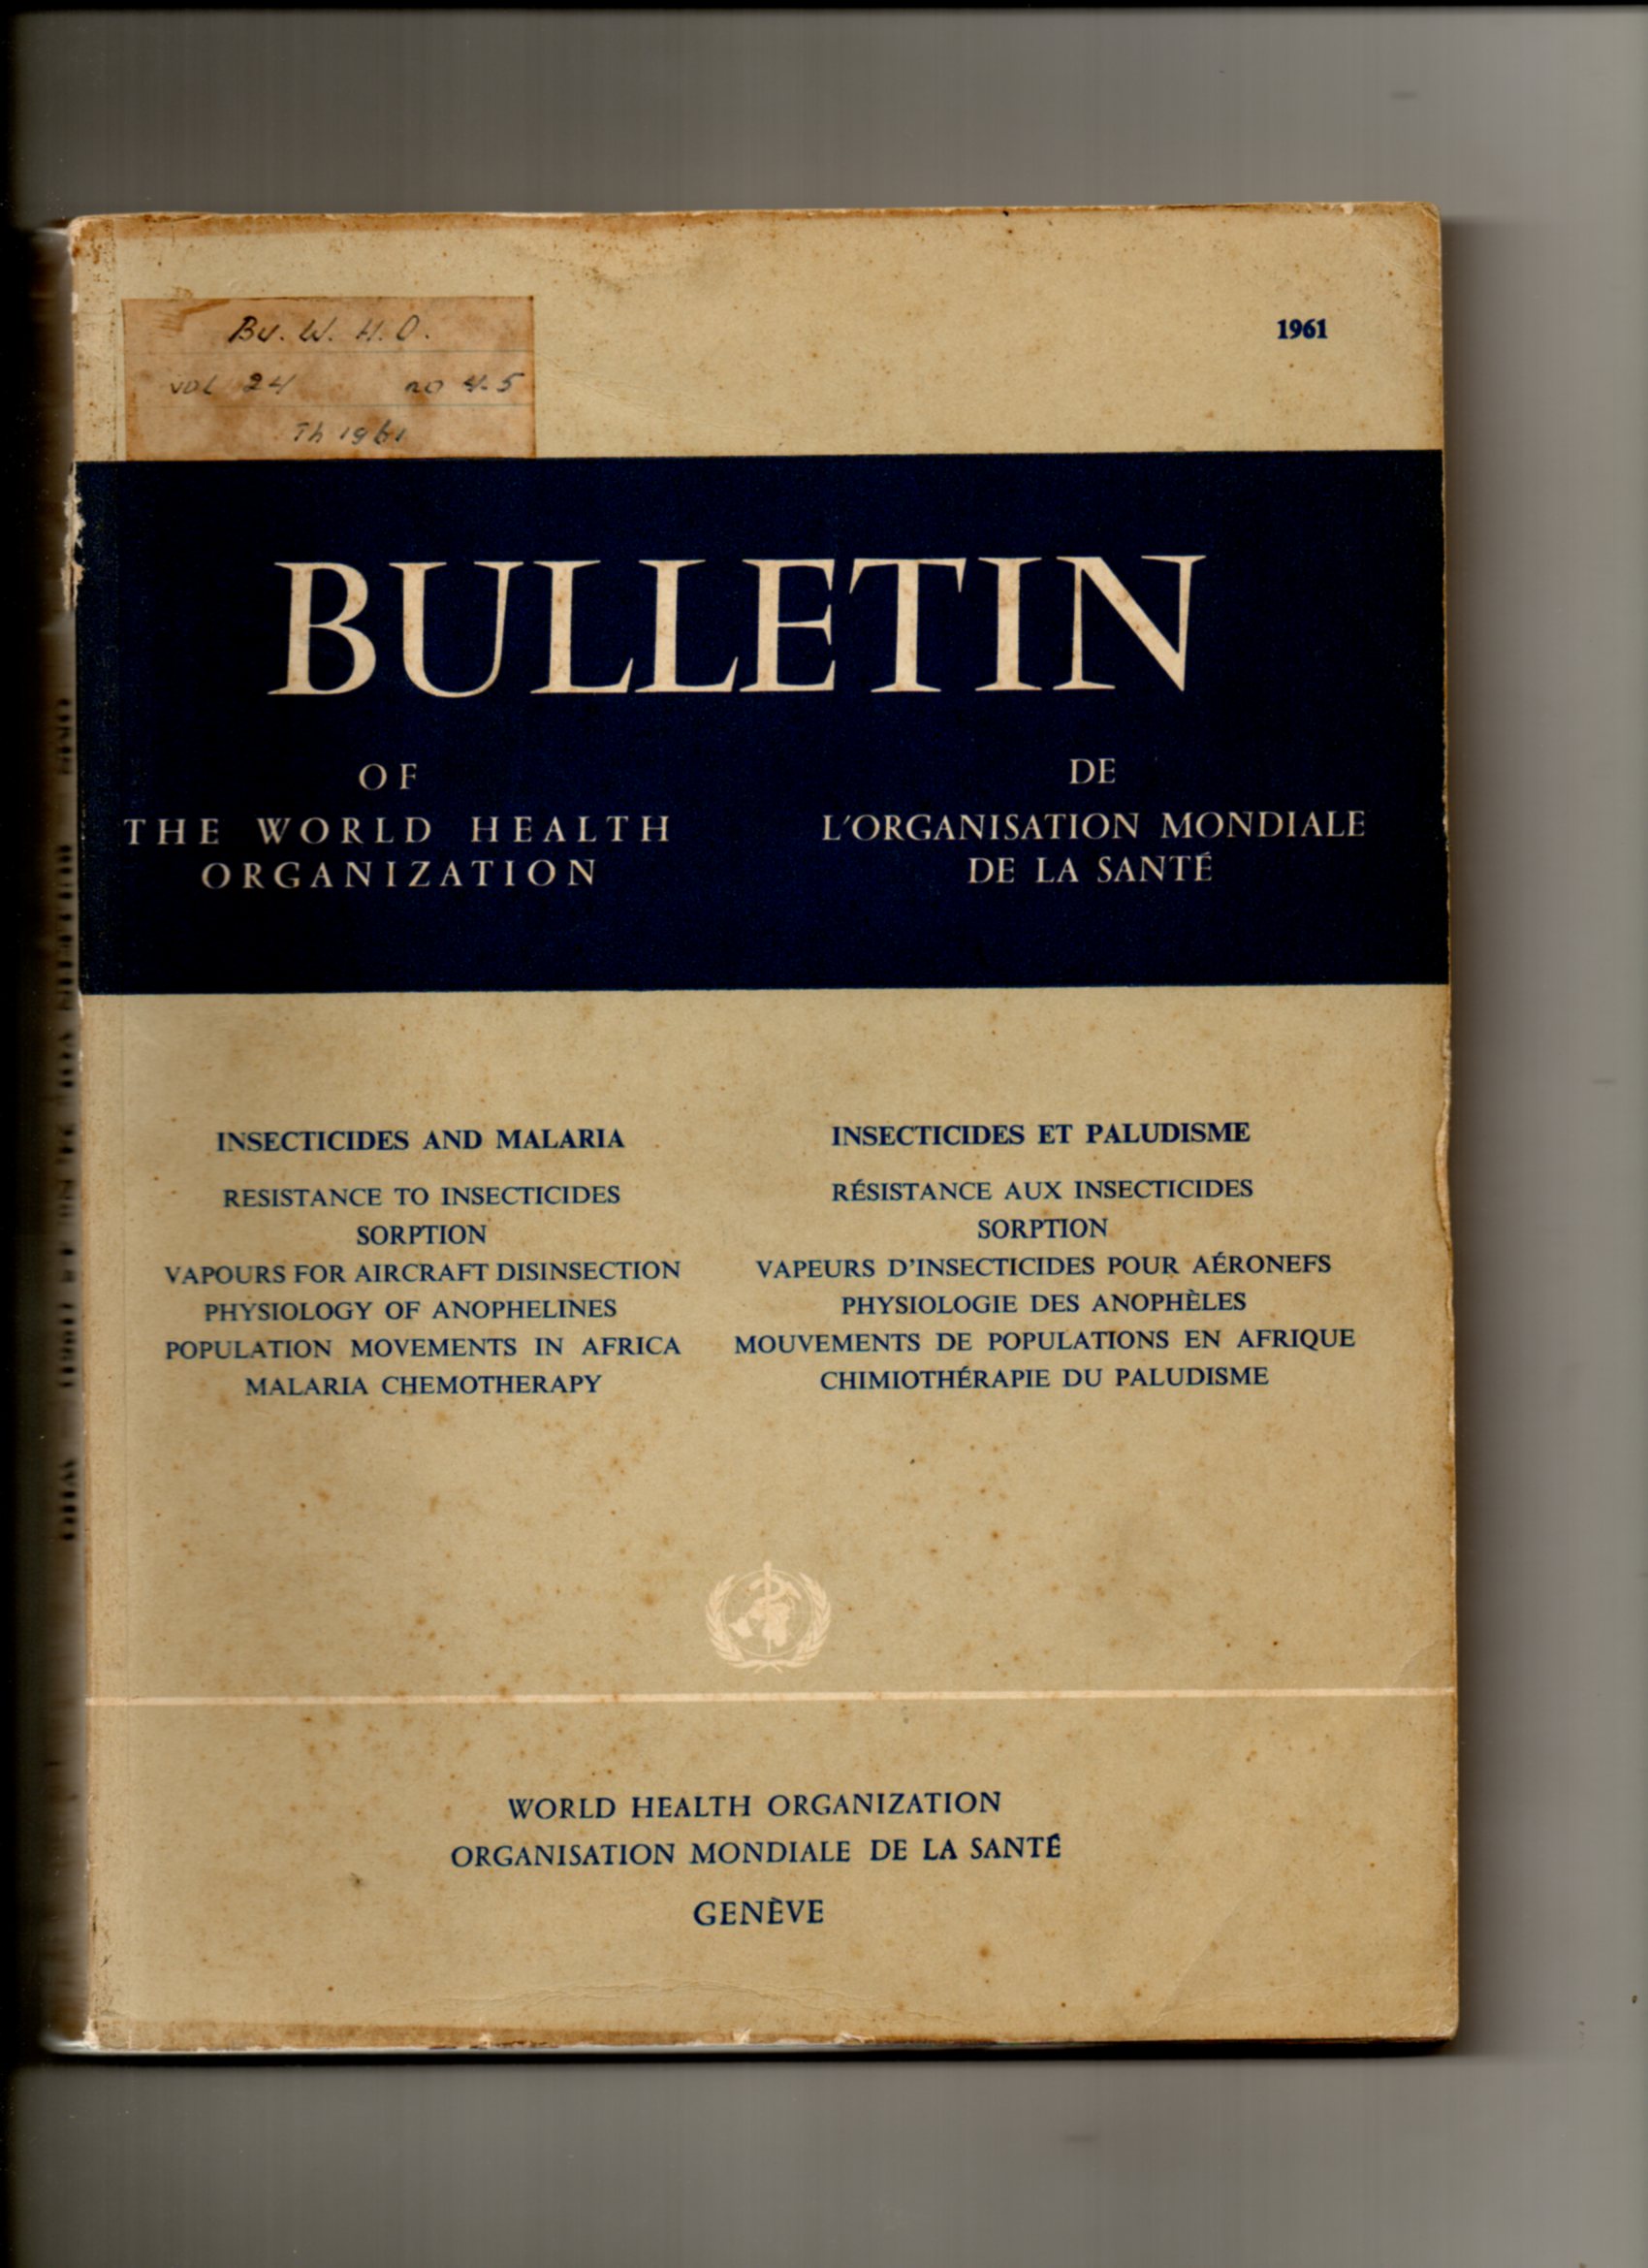 Bu. W. H. O.
vol 24 no 4-5
Th 1961
1961
BULLETIN
OF
THE WORLD HEALTH
ORGANIZATION
DE
L'ORGANISATION MONDIALE
DE LA SANTÉ
INSECTICIDES AND MALARIA
RESISTANCE TO INSECTICIDES
SORPTION
VAPOURS FOR AIRCRAFT DISINSECTION
PHYSIOLOGY OF ANOPHELINES
POPULATION MOVEMENTS IN AFRICA
MALARIA CHEMOTHERAPY
INSECTICIDES ET PALUDISME
RÉSISTANCE AUX INSECTICIDES
SORPTION
VAPEURS D'INSECTICIDES POUR AÉRONEFS
PHYSIOLOGIE DES ANOPHÈLES
MOUVEMENTS DE POPULATIONS EN AFRIQUE
CHIMIOTHÉRAPIE DU PALUDISME
WORLD HEALTH ORGANIZATION
ORGANISATION MONDIALE DE LA SANTÉ
GENÈVE